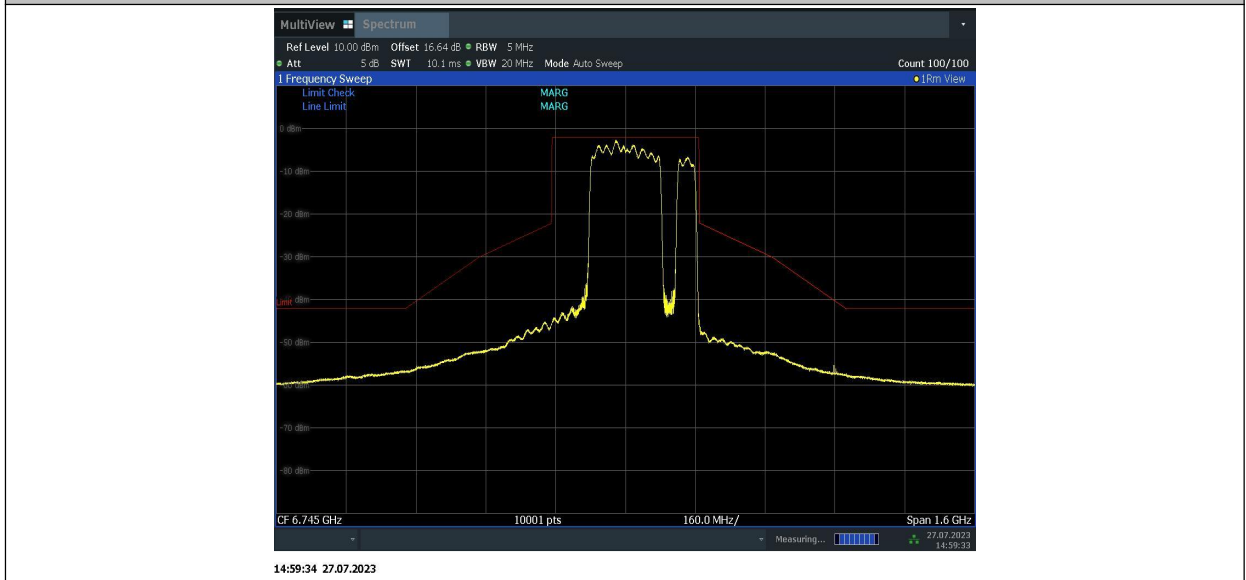 MultiView Spectrum
Ref Level 10.00 dBm Offset 16.64 dB RBW 5 MHz
Att 5 dB SWT 10.1 ms VBW 20 MHz Mode Auto Sweep Count 100/100
1 Frequency Sweep 1Rm View
Limit Check MARG
Line Limit MARG
0 dBm
-10 dBm
-20 dBm
-30 dBm
Limit dBm
-50 dBm
-60 dBm
-70 dBm
-80 dBm
CF 6.745 GHz 10001 pts 160.0 MHz/ Span 1.6 GHz
Measuring... 27.07.2023
14:59:33
14:59:34 27.07.2023